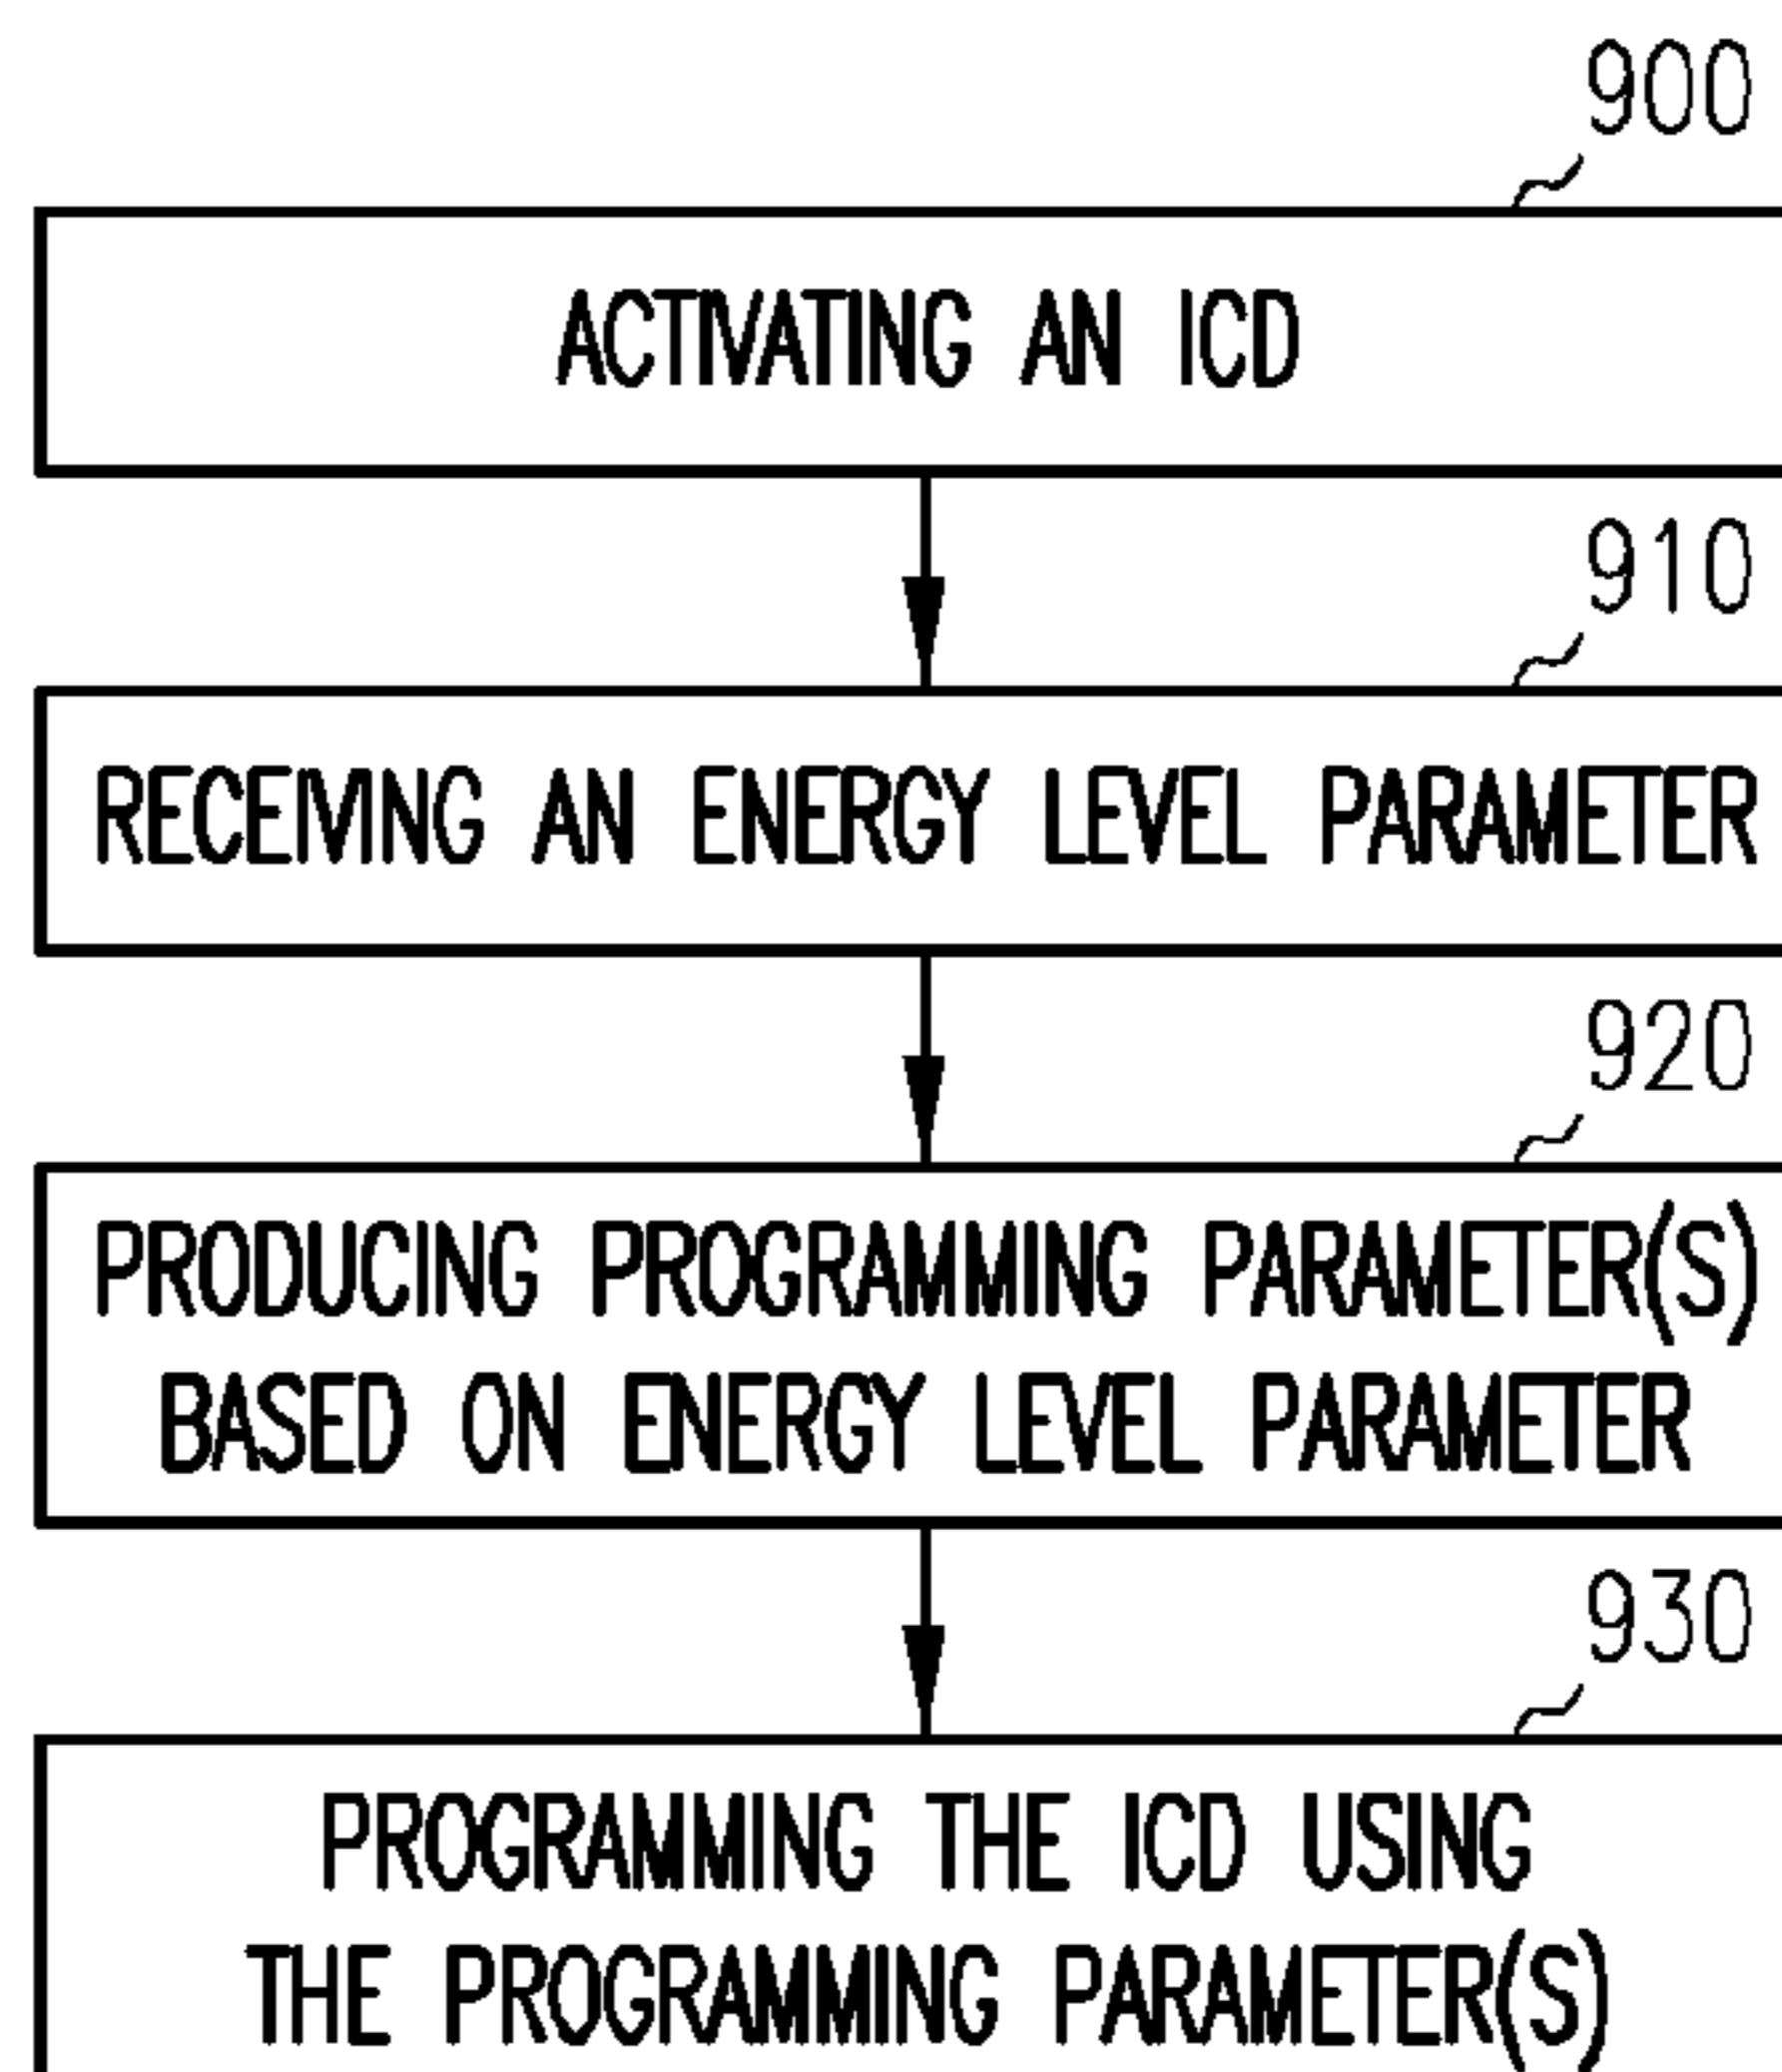 900
ACTIVATING AN ICD
910
RECEIVING AN ENERGY LEVEL PARAMETER
920
PRODUCING PROGRAMMING PARAMETER(S)
BASED ON ENERGY LEVEL PARAMETER
930
PROGRAMMING THE ICD USING
THE PROGRAMMING PARAMETER(S)